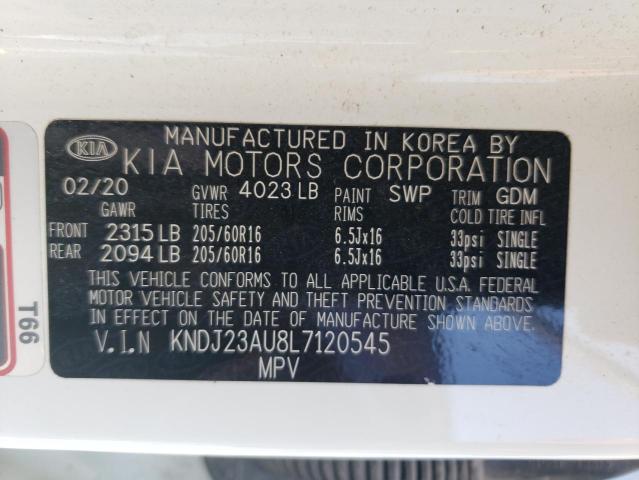 MANUFACTURED IN KOREA BY
KIA KIA MOTORS CORPORATION
02/20 GVWR 4023 LB PAINT SWP TRIM GDM
GAWR TIRES RIMS COLD TIRE INFL
FRONT 2315 LB 205/60R16 6.5Jx16 33psi SINGLE
REAR 2094 LB 205/60R16 6.5Jx16 33psi SINGLE
THIS VEHICLE CONFORMS TO ALL APPLICABLE U.S.A. FEDERAL
MOTOR VEHICLE SAFETY AND THEFT PREVENTION STANDARDS
IN EFFECT ON THE DATE OF MANUFACTURE SHOWN ABOVE.
V.I.N KNDJ23AU8L7120545
MPV
T66